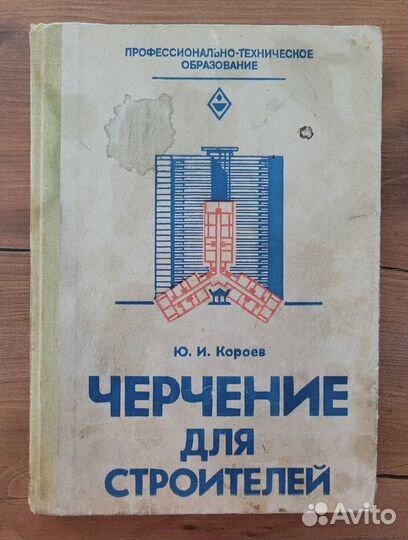 ПРОФЕССИОНАЛЬНО-ТЕХНИЧЕСКОЕ
ОБРАЗОВАНИЕ
Ю. И. Короев
ЧЕРЧЕНИЕ
ДЛЯ
СТРОИТЕЛЕЙ
Avito